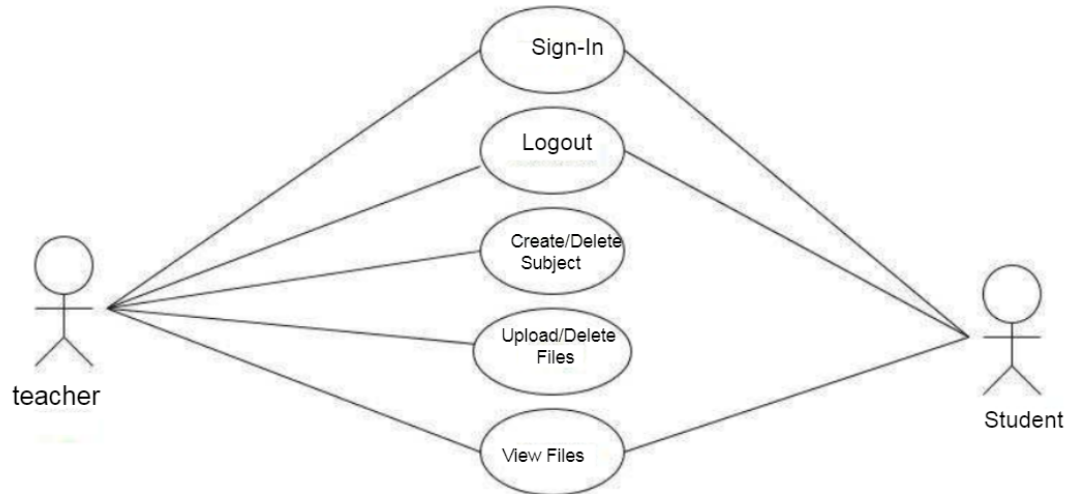 Sign-In
Logout
Create/Delete
Subject
Upload/Delete
Files
View Files
teacher
Student